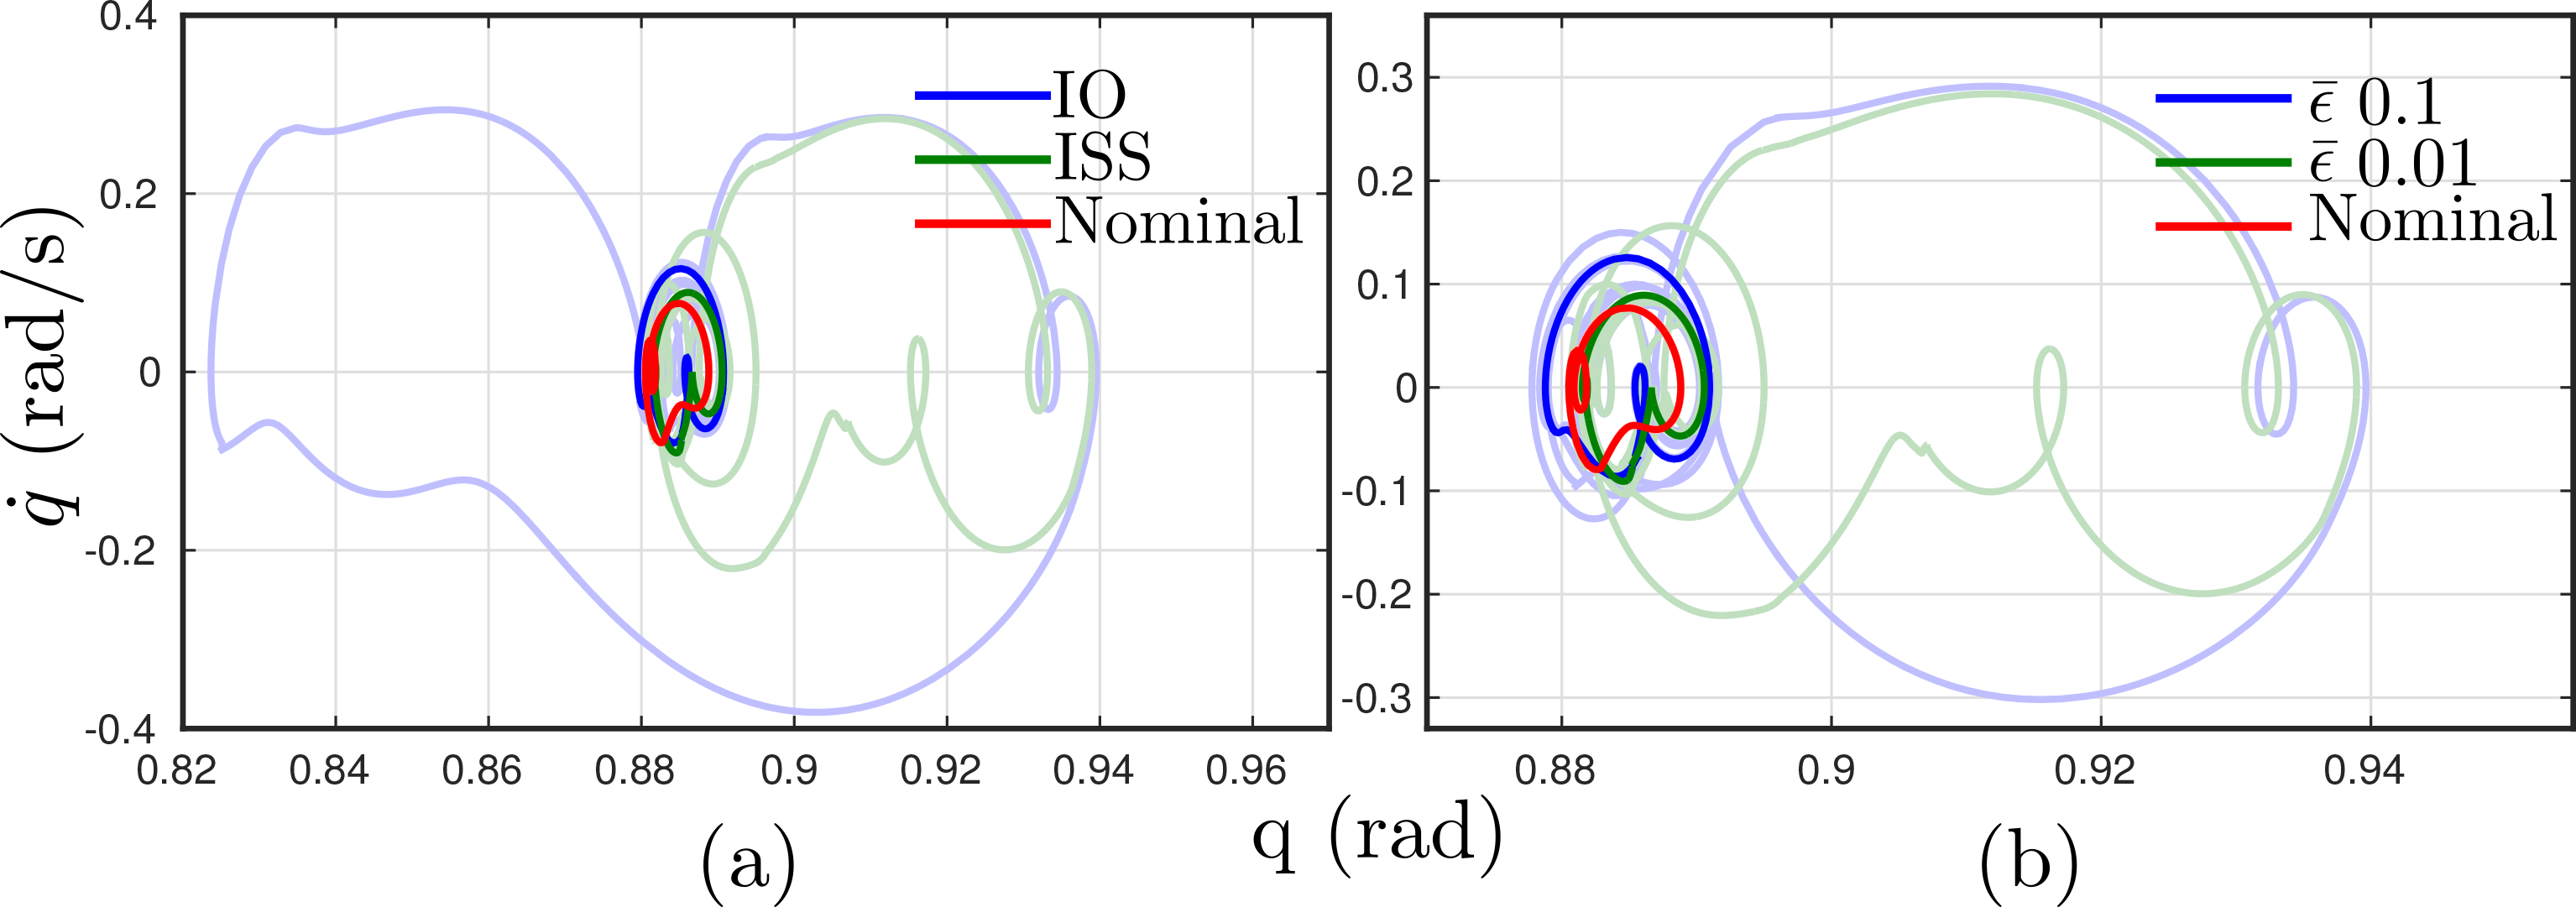 0.4
0.2
0
-0.2
-0.4
q̇ (rad/s)
IO
ISS
Nominal
0.82 0.84 0.86 0.88 0.9 0.92 0.94 0.96
(a)
0.3
0.2
0.1
0
-0.1
-0.2
-0.3
ϵ̄ 0.1
ϵ̄ 0.01
Nominal
0.88 0.9 0.92 0.94
q (rad)
(b)